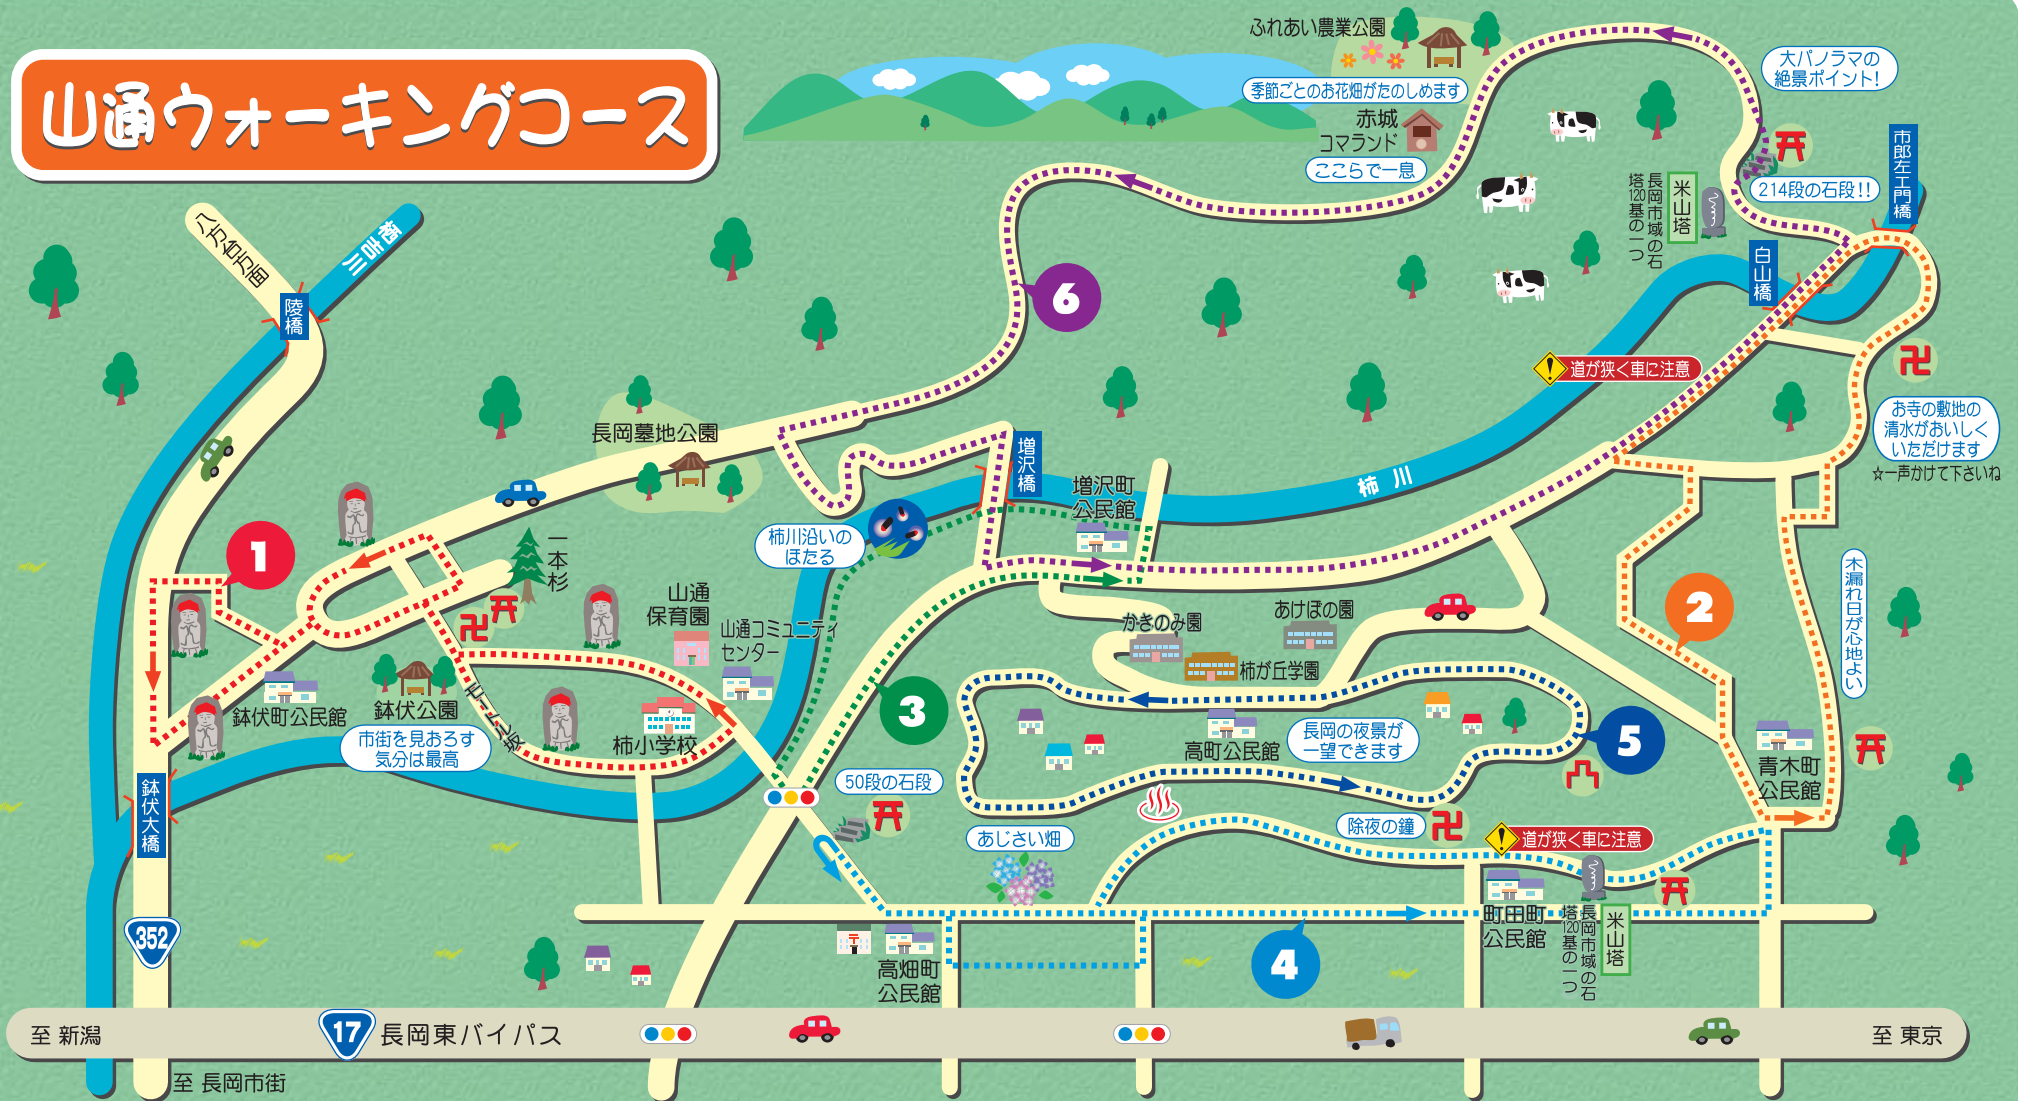 山通ウォーキングコース
ふれあい農業公園
季節ごとのお花畑がたのしめます
赤城
コマランド
ここらで一息
大パノラマの
絶景ポイント!
214段の石段!!
市郎左エ門橋
米山塔
長岡市域の石
塔120基の一つ
白山橋
八方台方面
栖吉川
陵橋
6
道が狭く車に注意
お寺の敷地の
清水がおいしく
いただけます
☆一声かけて下さいね
長岡墓地公園
増沢橋
柿川
増沢町
公民館
柿川沿いの
ほたる
1
一本杉
山通
保育園
山通コミュニティ
センター
かきのみ園
あけぼの園
柿が丘学園
2
木漏れ日が心地よい
鉢伏町公民館
鉢伏公園
市街を見おろす
気分は最高
柿小学校
3
高町公民館
長岡の夜景が
一望できます
5
青木町
公民館
鉢伏大橋
50段の石段
あじさい畑
除夜の鐘
道が狭く車に注意
町田町
公民館
長岡市域の石
塔120基の一つ
米山塔
352
高畑町
公民館
4
至 新潟
17
長岡東バイパス
至 東京
至 長岡市街